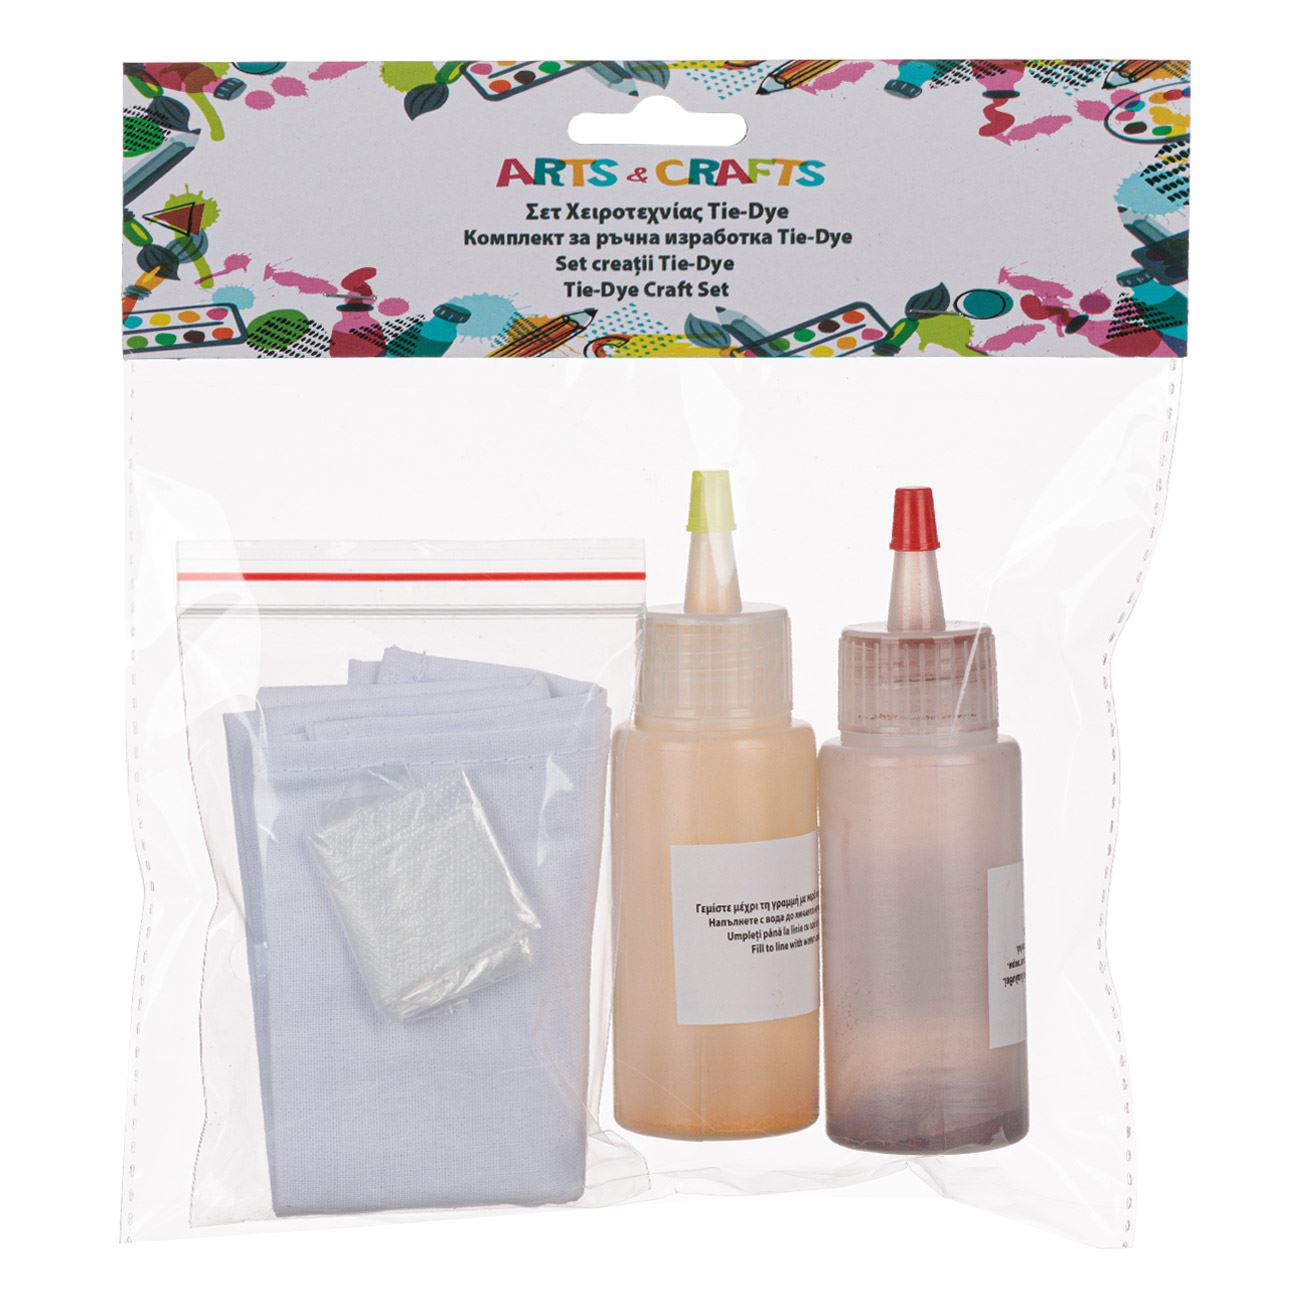 ARTS & CRAFTS
Σετ Χειροτεχνίας Tie-Dye
Комплект за ръчна изработка Tie-Dye
Set creații Tie-Dye
Tie-Dye Craft Set
Γεμίστε μέχρι τη γραμμή με
Напълнете с вода до
Umpleți până la linie cu
Fill to line with